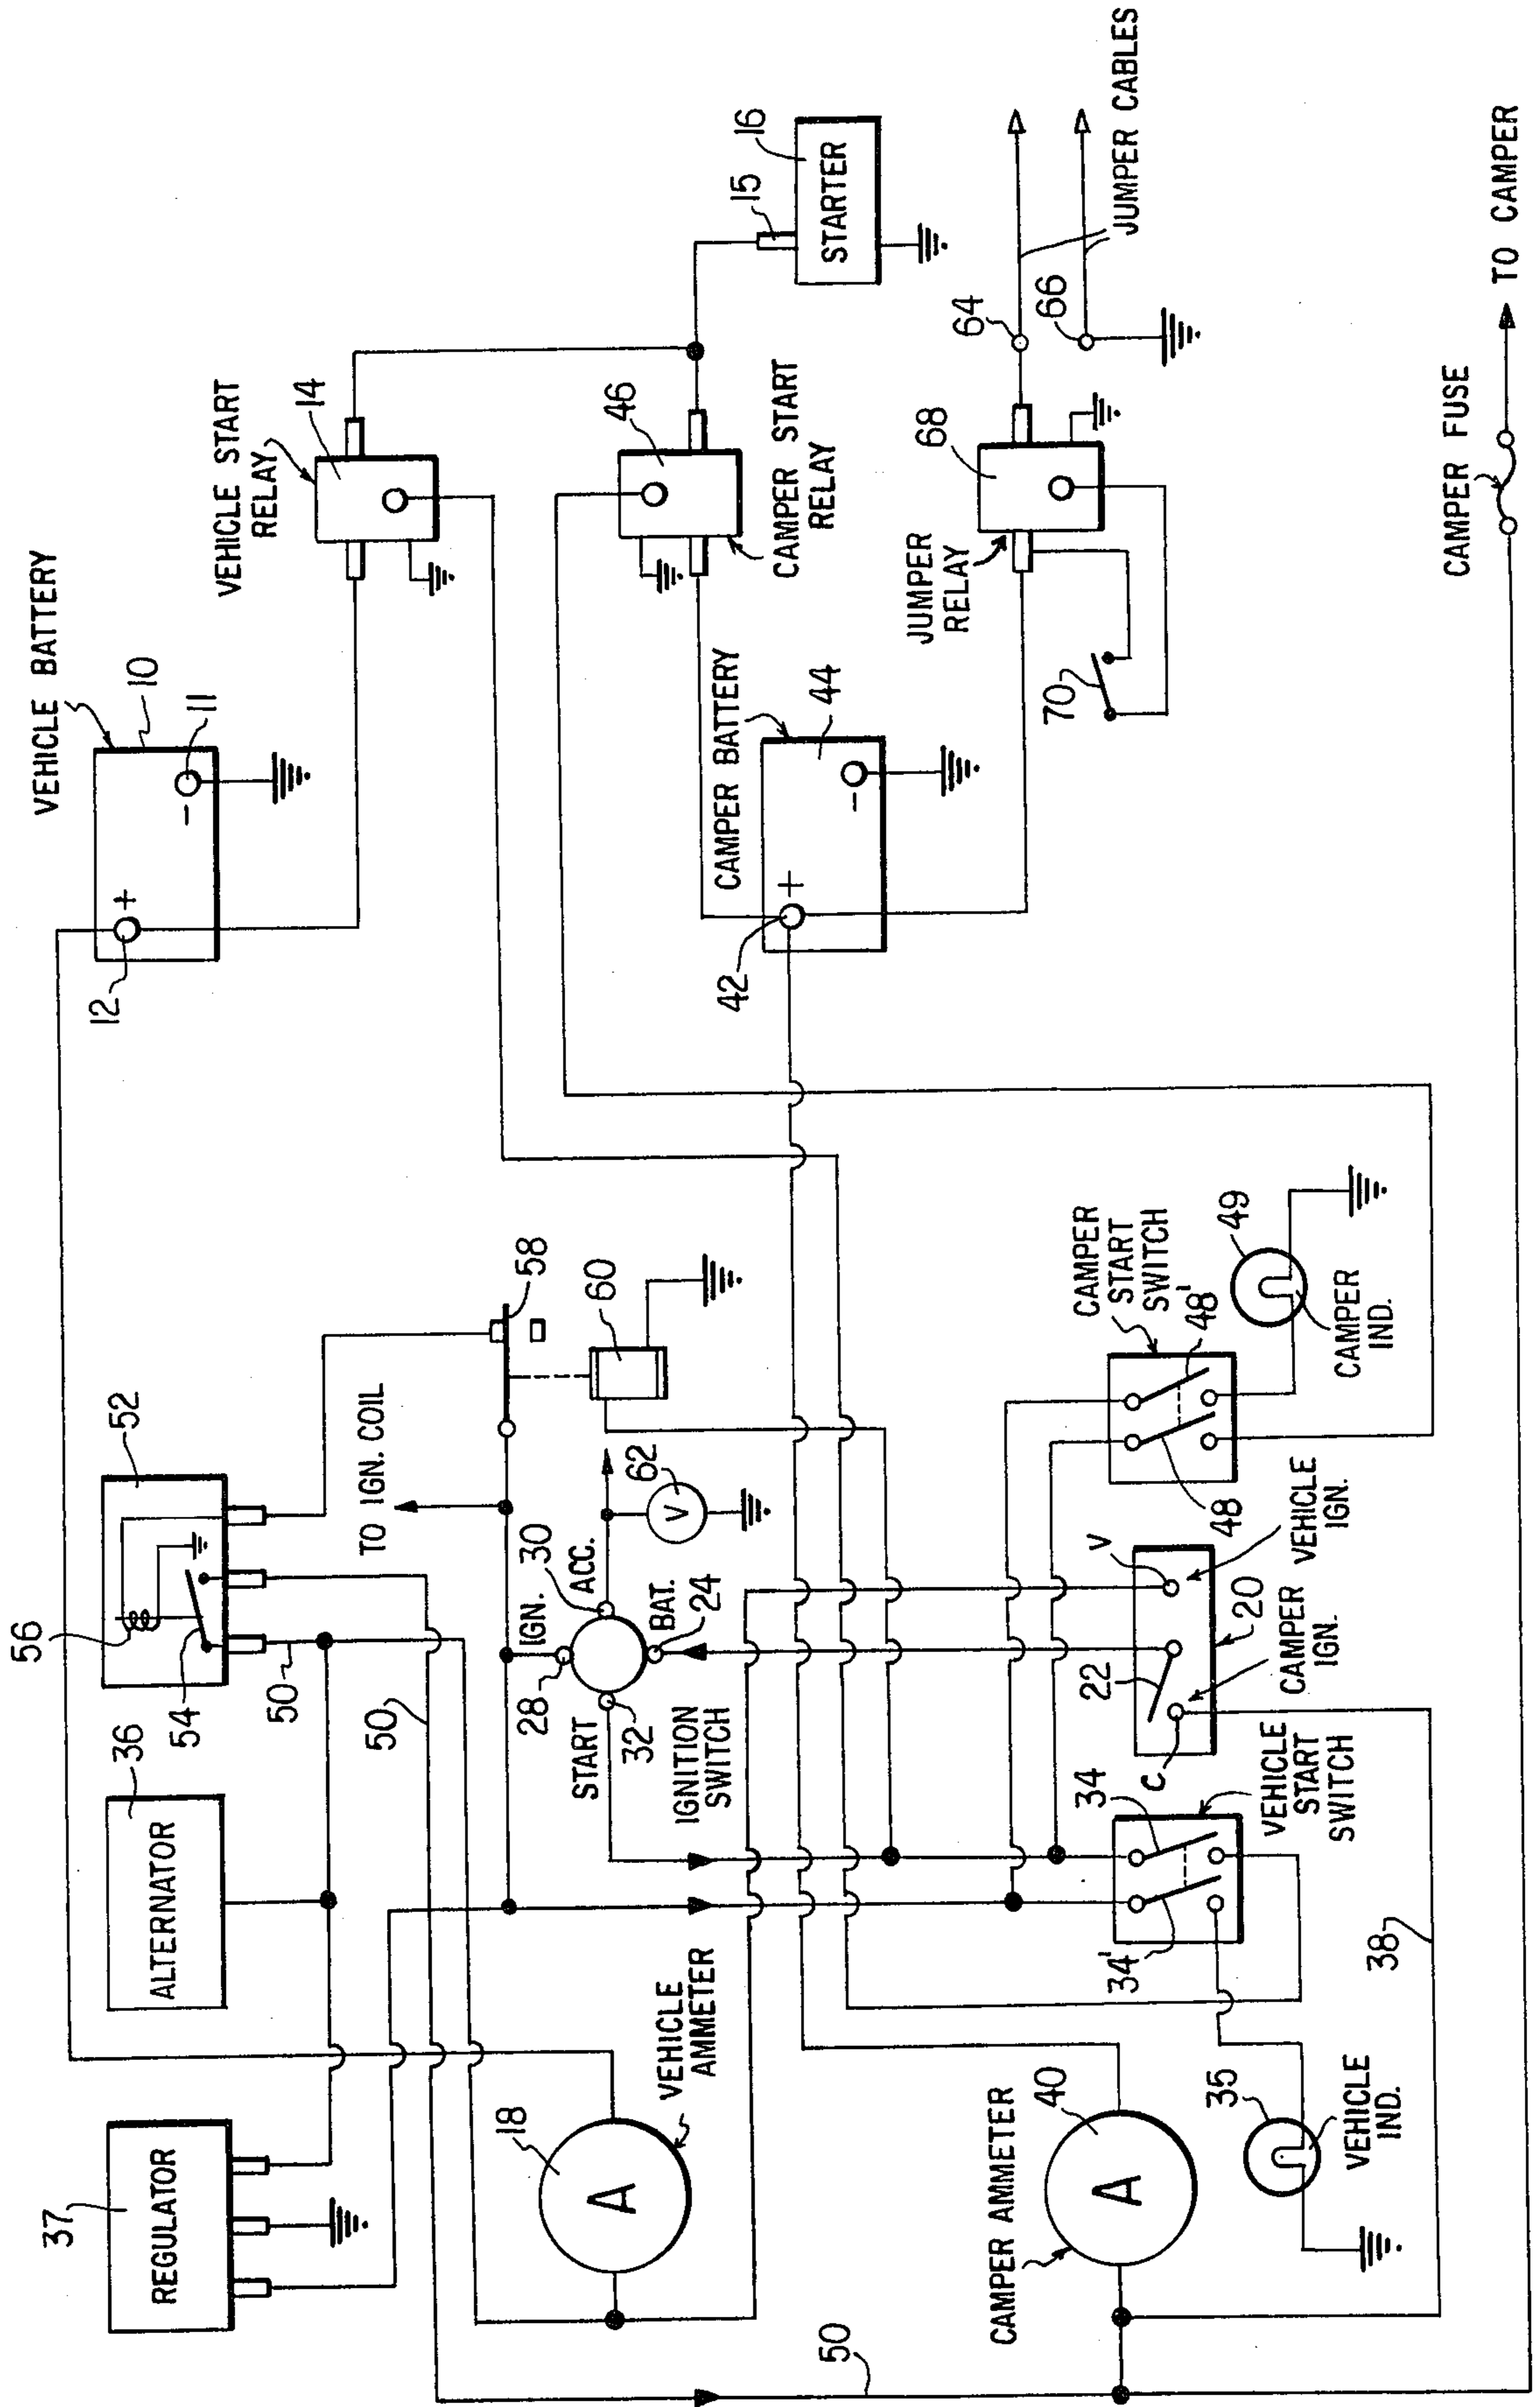 VEHICLE BATTERY
10
11
-
+
12
VEHICLE START
RELAY
14
46
CAMPER START
RELAY
15
16
STARTER
CAMPER BATTERY
44
+
-
42
JUMPER
RELAY
68
70
64
66
JUMPER CABLES
CAMPER FUSE
TO CAMPER
37
REGULATOR
36
ALTERNATOR
56
54
52
50
50
TO IGN. COIL
58
60
62
V
IGN.
28
30
ACC.
BAT.
24
START
32
IGNITION
SWITCH
18
A
VEHICLE
AMMETER
CAMPER AMMETER
40
A
35
VEHICLE
IND.
34
34'
VEHICLE
START
SWITCH
C
22
V
20
CAMPER
IGN.
VEHICLE
IGN.
48
48'
CAMPER
START
SWITCH
49
CAMPER
IND.
38
50